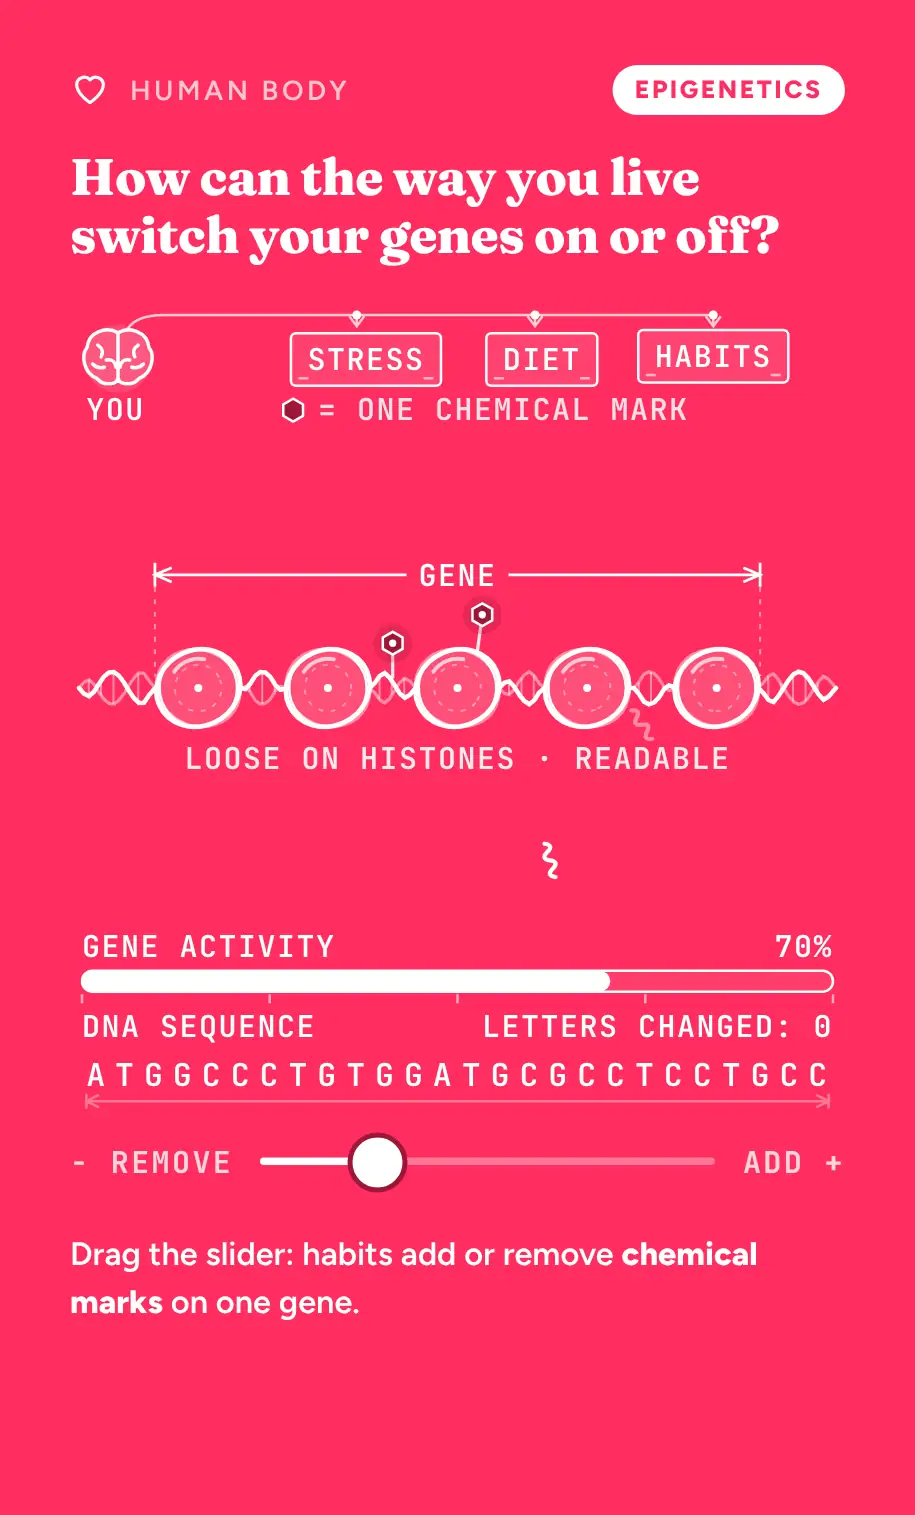 HUMAN BODY
EPIGENETICS
How can the way you live
switch your genes on or off?
STRESS DIET HABITS
YOU
= ONE CHEMICAL MARK
GENE
LOOSE ON HISTONES · READABLE
GENE ACTIVITY 70%
DNA SEQUENCE LETTERS CHANGED: 0
ATGGCCCTGTGGATGCGCCTCCTGCC
- REMOVE ADD +
Drag the slider: habits add or remove chemical
marks on one gene.